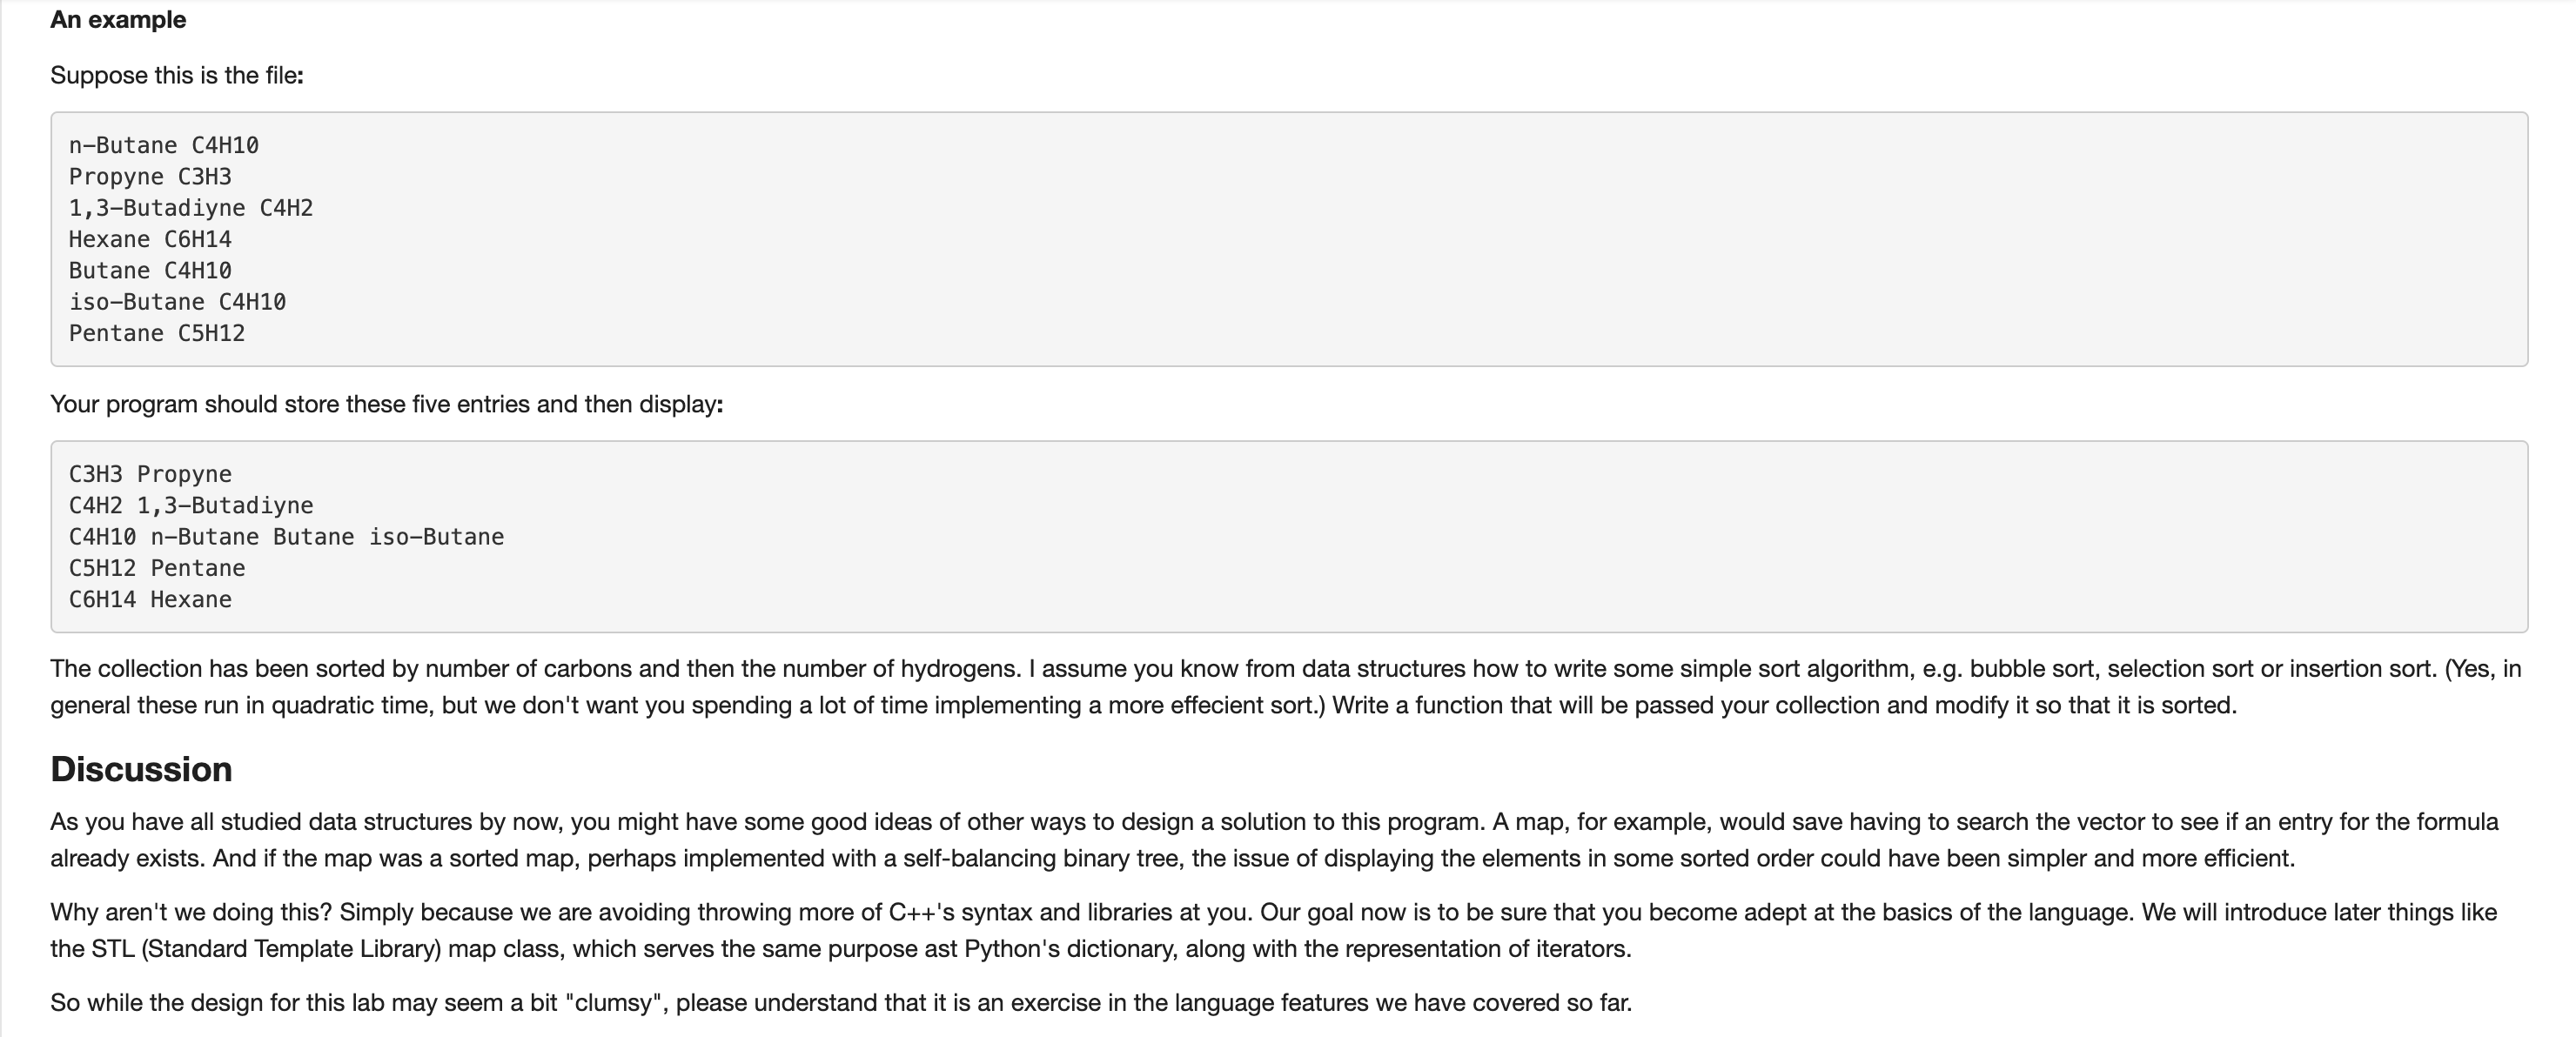 An example
Suppose this is the file:
n-Butane C4H10
Propyne C3H3
1,3-Butadiyne C4H2
Hexane C6H14
Butane C4H10
iso-Butane C4H10
Pentane C5H12
Your program should store these five entries and then display:
C3H3 Propyne
C4H2 1,3-Butadiyne
C4H10 n-Butane Butane iso-Butane
C5H12 Pentane
C6H14 Hexane
The collection has been sorted by number of carbons and then the number of hydrogens. I assume you know from data structures how to write some simple sort algorithm, e.g. bubble sort, selection sort or insertion sort. (Yes, in
general these run in quadratic time, but we don't want you spending a lot of time implementing a more effecient sort.) Write a function that will be passed your collection and modify it so that it is sorted.
Discussion
As you have all studied data structures by now, you might have some good ideas of other ways to design a solution to this program. A map, for example, would save having to search the vector to see if an entry for the formula
already exists. And if the map was a sorted map, perhaps implemented with a self-balancing binary tree, the issue of displaying the elements in some sorted order could have been simpler and more efficient.
Why aren't we doing this? Simply because we are avoiding throwing more of C++'s syntax and libraries at you. Our goal now is to be sure that you become adept at the basics of the language. We will introduce later things like
the STL (Standard Template Library) map class, which serves the same purpose ast Python's dictionary, along with the representation of iterators.
So while the design for this lab may seem a bit "clumsy", please understand that it is an exercise in the language features we have covered so far.